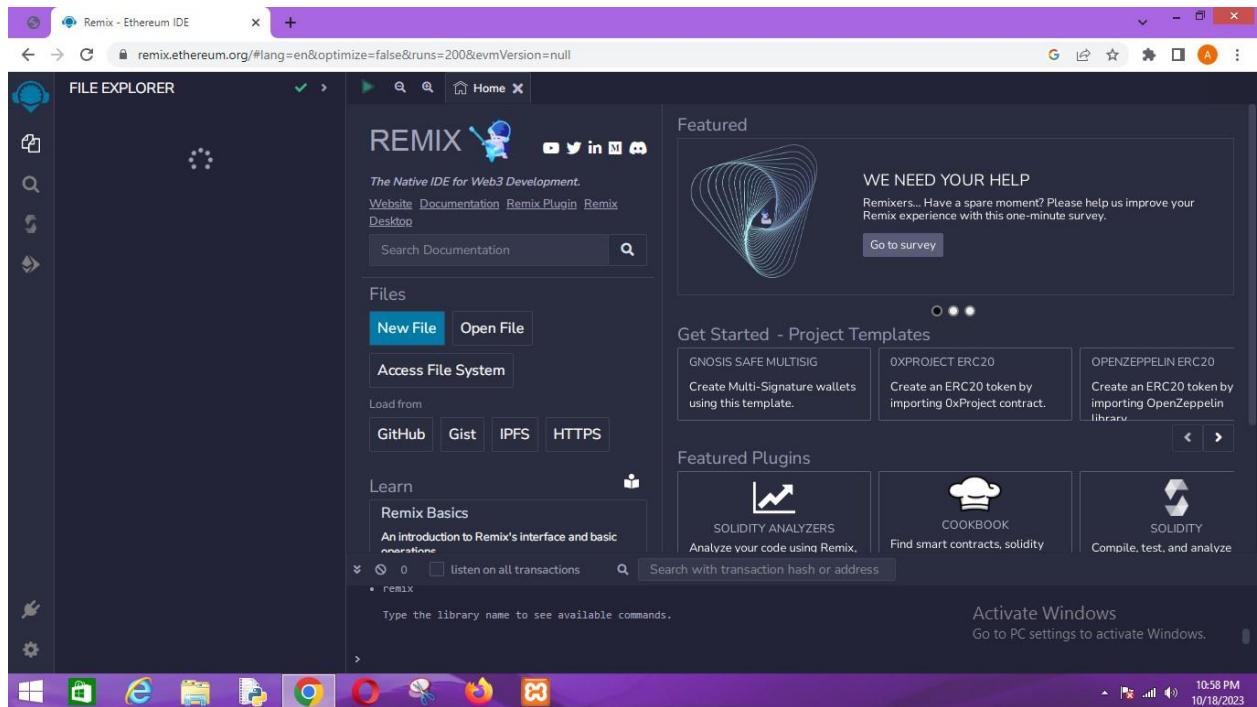 Remix - Ethereum IDE
remix.ethereum.org/#lang=en&optimize=false&runs=200&evmVersion=null
G
A
FILE EXPLORER
Home
REMIX
in M
The Native IDE for Web3 Development.
Website Documentation Remix Plugin Remix
Desktop
Search Documentation
Files
New File Open File
Access File System
Load from
GitHub Gist IPFS HTTPS
Learn
Remix Basics
An introduction to Remix's interface and basic
operations
Featured
WE NEED YOUR HELP
Remixers... Have a spare moment? Please help us improve your
Remix experience with this one-minute
survey.
Go to survey
Get Started - Project Templates
GNOSIS SAFE MULTISIG
Create Multi-Signature wallets
using this template.
0XPROJECT ERC20
Create an ERC20 token by
importing 0xProject contract.
OPENZEPPELIN ERC20
Create an ERC20 token by
importing OpenZeppelin
library
Featured Plugins
SOLIDITY ANALYZERS
Analyze your code using Remix,
COOKBOOK
Find smart contracts, solidity
SOLIDITY
Compile, test, and analyze
0 listen on all transactions Search with transaction hash or address
• remix
Type the library name to see available commands.
>
Activate Windows
Go to PC settings to activate Windows.
10:58 PM
10/18/2023